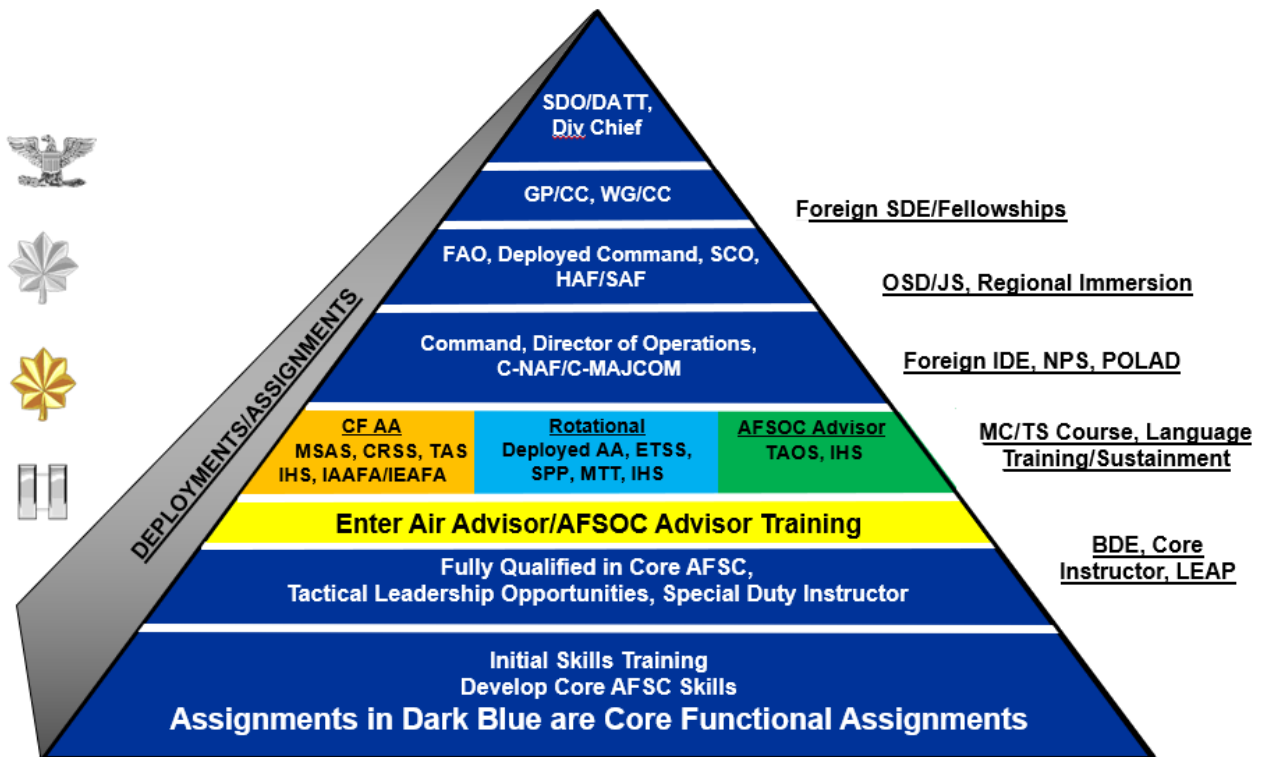 SDO/DATT,
Div Chief
GP/CC, WG/CC
Foreign SDE/Fellowships
FAO, Deployed Command, SCO,
HAF/SAF
OSD/JS, Regional Immersion
DEPLOYMENTS/ASSIGNMENTS
Command, Director of Operations,
C-NAF/C-MAJCOM
Foreign IDE, NPS, POLAD
CF AA
MSAS, CRSS, TAS
IHS, IAAFA/IEAFA
Rotational
Deployed AA, ETSS,
SPP, MTT, IHS
AFSOC Advisor
TAOS, IHS
MC/TS Course, Language
Training/Sustainment
Enter Air Advisor/AFSOC Advisor Training
BDE, Core
Instructor, LEAP
Fully Qualified in Core AFSC,
Tactical Leadership Opportunities, Special Duty Instructor
Initial Skills Training
Develop Core AFSC Skills
Assignments in Dark Blue are Core Functional Assignments